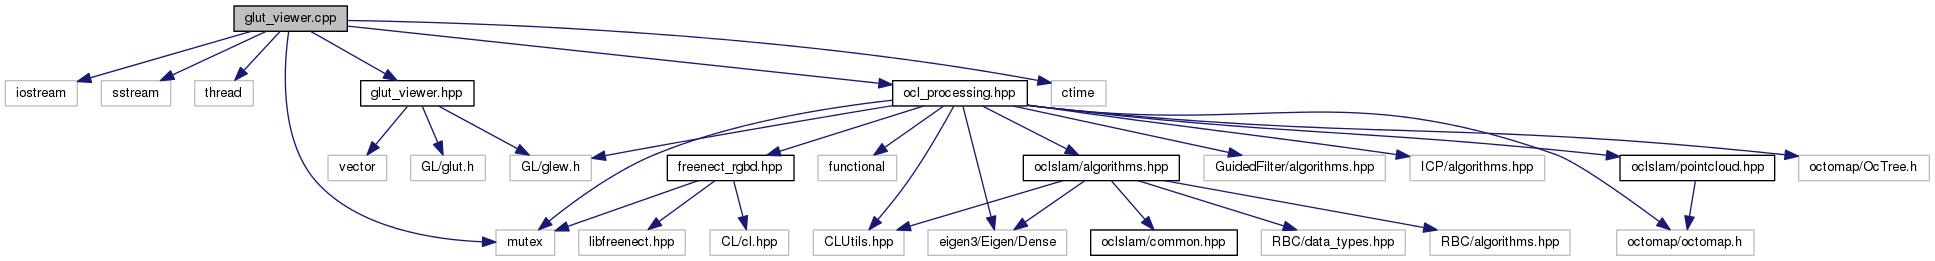 glut_viewer.cpp
iostream
sstream
thread
glut_viewer.hpp
ocl_processing.hpp
ctime
vector
GL/glut.h
GL/glew.h
freenect_rgbd.hpp
functional
oclslam/algorithms.hpp
GuidedFilter/algorithms.hpp
ICP/algorithms.hpp
oclslam/pointcloud.hpp
octomap/OcTree.h
mutex
libfreenect.hpp
CL/cl.hpp
CLUtils.hpp
eigen3/Eigen/Dense
oclslam/common.hpp
RBC/data_types.hpp
RBC/algorithms.hpp
octomap/octomap.h